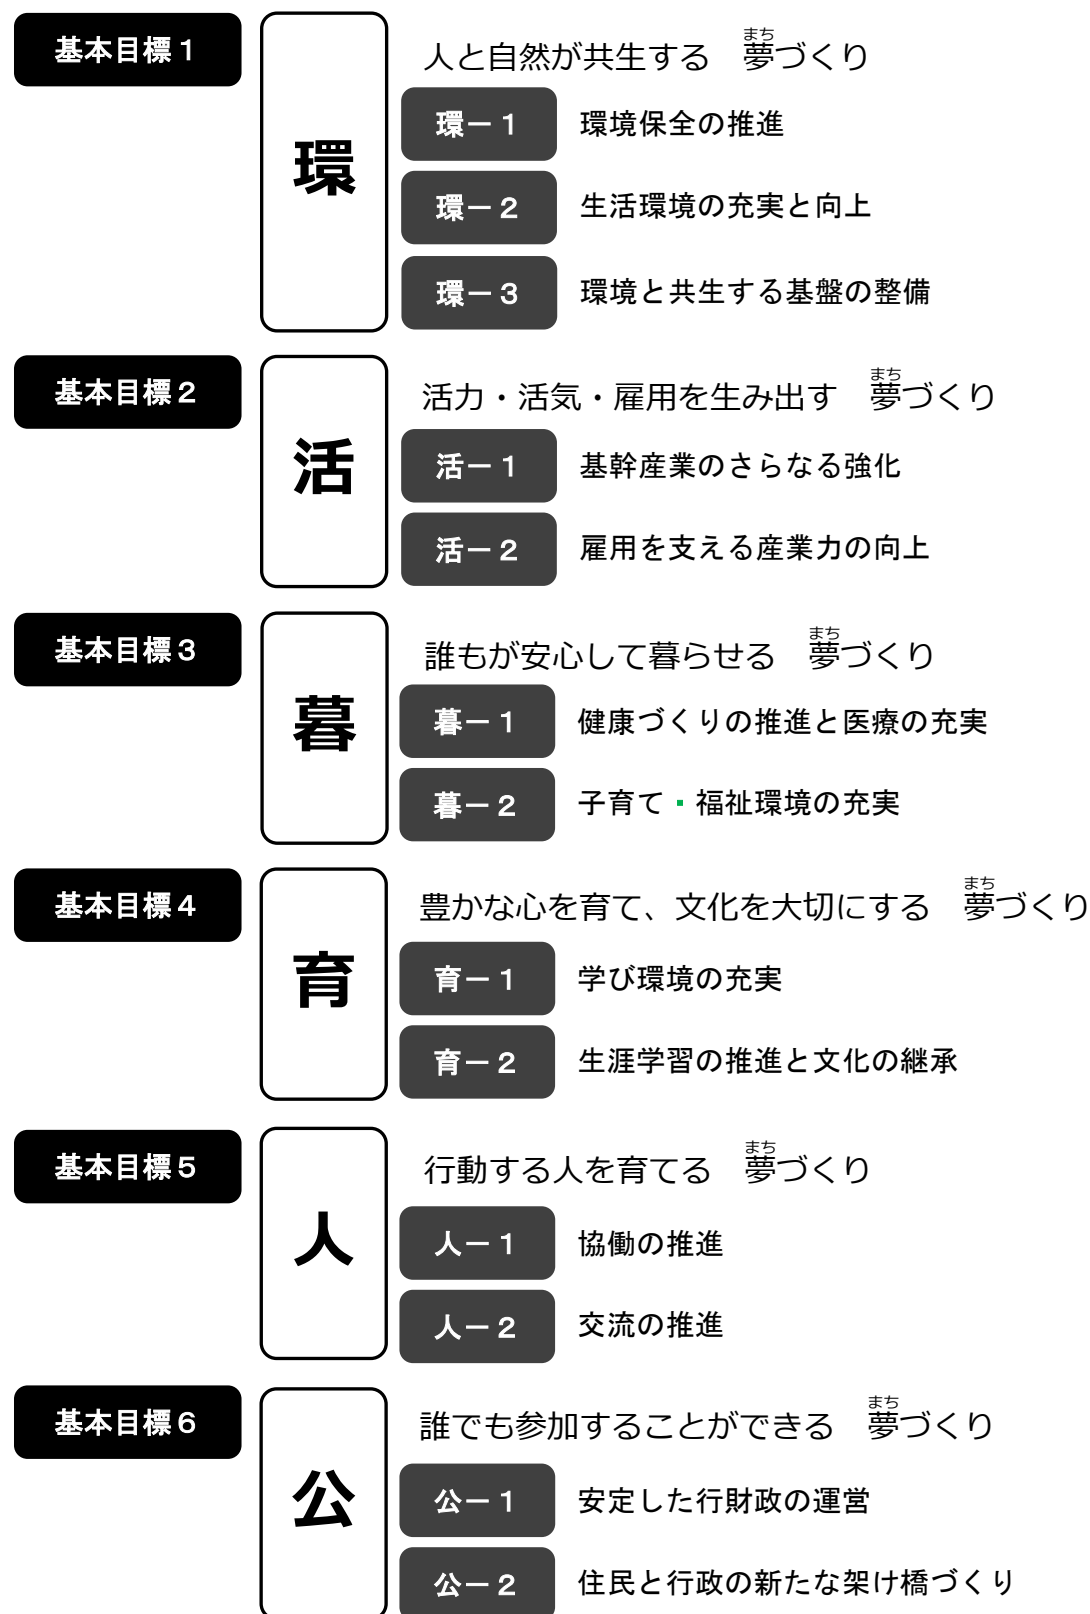 基本目標１
環
人と自然が共生する　夢づくり
まち
環－１　環境保全の推進
環－２　生活環境の充実と向上
環－３　環境と共生する基盤の整備
基本目標２
活
活力・活気・雇用を生み出す　夢づくり
まち
活－１　基幹産業のさらなる強化
活－２　雇用を支える産業力の向上
基本目標３
暮
誰もが安心して暮らせる　夢づくり
まち
暮－１　健康づくりの推進と医療の充実
暮－２　子育て・福祉環境の充実
基本目標４
育
豊かな心を育て、文化を大切にする　夢づくり
まち
育－１　学び環境の充実
育－２　生涯学習の推進と文化の継承
基本目標５
人
行動する人を育てる　夢づくり
まち
人－１　協働の推進
人－２　交流の推進
基本目標６
公
誰でも参加することができる　夢づくり
まち
公－１　安定した行財政の運営
公－２　住民と行政の新たな架け橋づくり